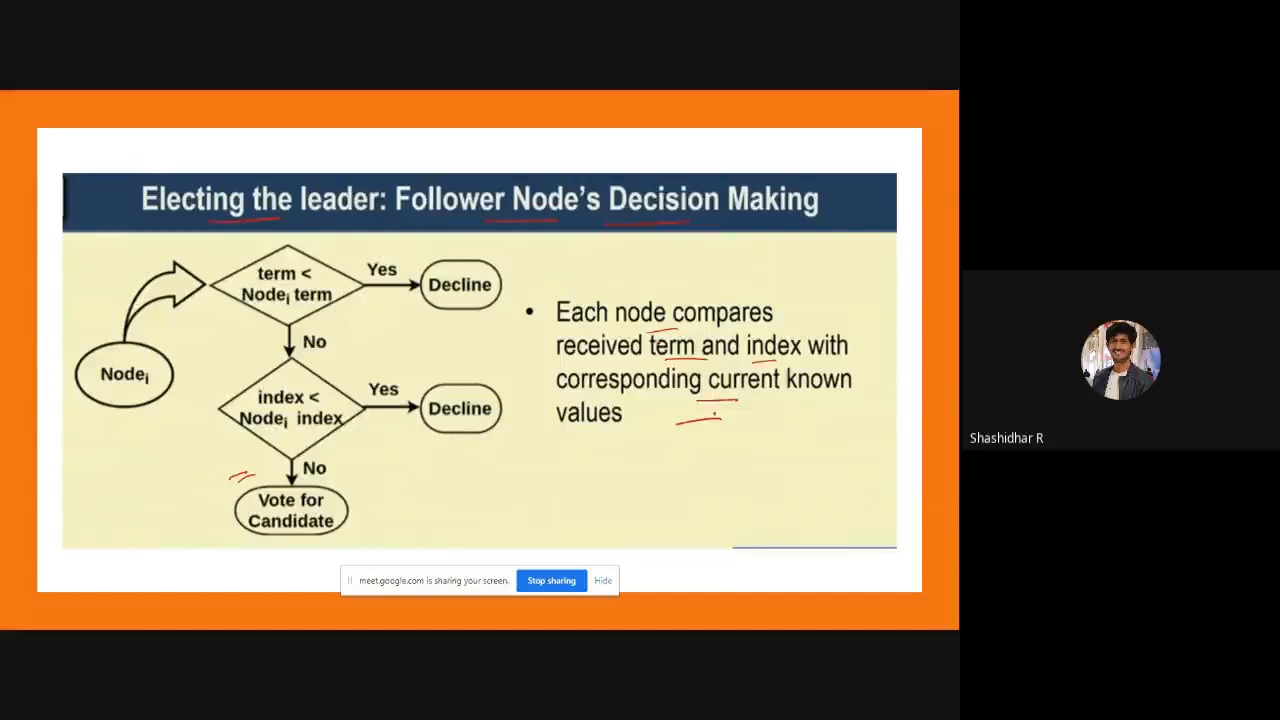 Electing the leader: Follower Node's Decision Making
term <
Nodeᵢ term
Yes
Decline
No
Nodeᵢ
index <
Nodeᵢ index
Yes
Decline
No
Vote for
Candidate
• Each node compares
received term and index with
corresponding current known
values
meet.google.com is sharing your screen.
Stop sharing
Hide
Shashidhar R